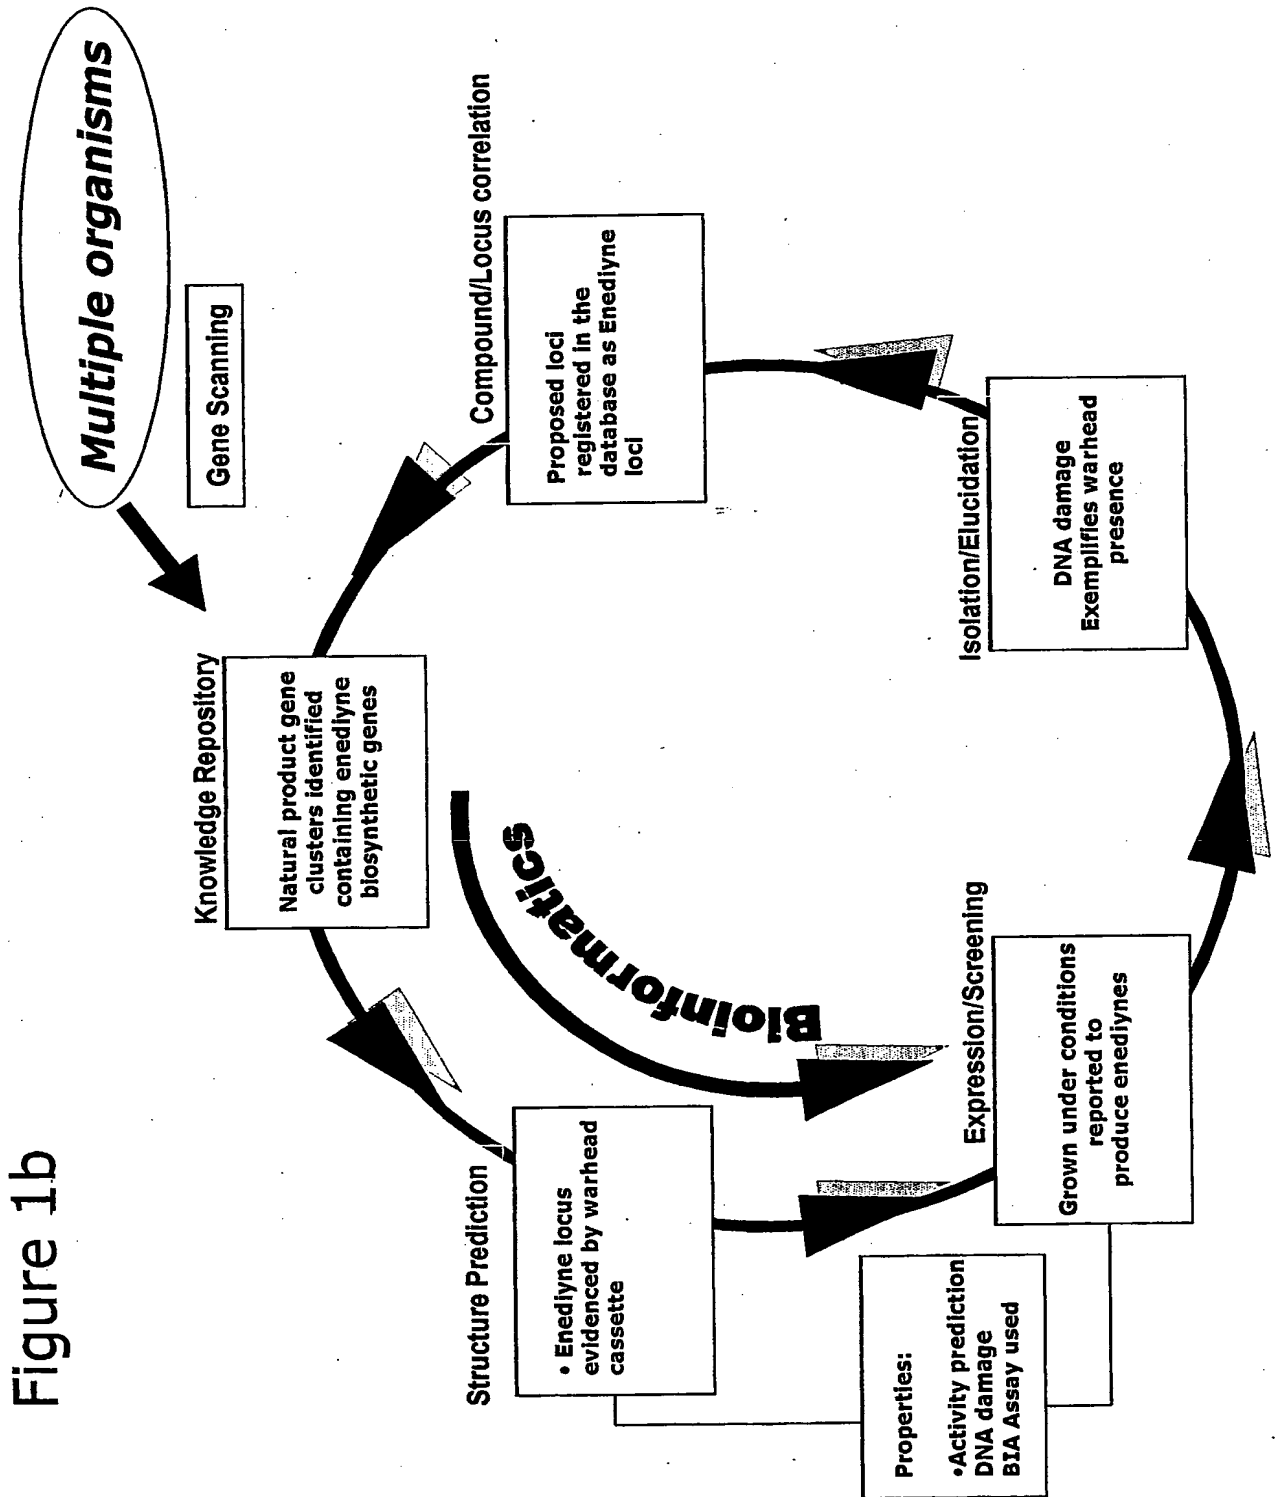 Figure 1b
Multiple organisms
Gene Scanning
Knowledge Repository
Natural product gene
clusters identified
containing enediyne
biosynthetic genes
Structure Prediction
• Enediyne locus
evidenced by warhead
cassette
Bioinformatics
Compound/Locus correlation
Proposed loci
registered in the
database as Enediyne
loci
Properties:
•Activity prediction
DNA damage
BIA Assay used
Expression/Screening
Grown under conditions
reported to
produce enediynes
Isolation/Elucidation
DNA damage
Exemplifies warhead
presence